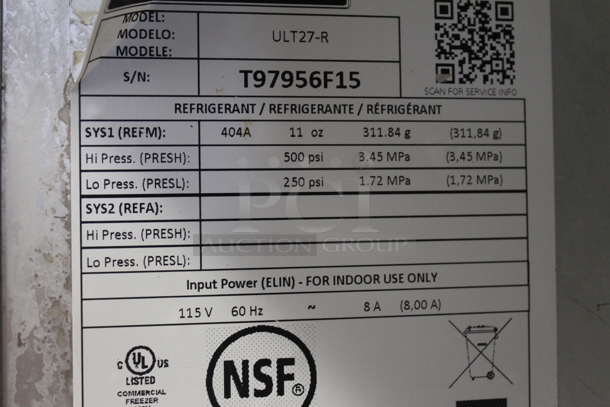 MODEL:
MODELO: ULT27-R
MODELE:
S/N: T97956F15
SCAN FOR SERVICE INFO
REFRIGERANT / REFRIGERANTE / RÉFRIGÉRANT
SYS1 (REFM): 404A 11 oz 311.84 g (311,84 g)
Hi Press. (PRESH): 500 psi 3.45 MPa (3,45 MPa)
Lo Press. (PRESL): 250 psi 1.72 MPa (1,72 MPa)
SYS2 (REFA):
Hi Press. (PRESH):
PCI
AUCTION GROUP
Lo Press. (PRESL):
Input Power (ELIN) - FOR INDOOR USE ONLY
115 V 60 Hz ~ 8 A (8,00 A)
C UL US
LISTED
COMMERCIAL
FREEZER
NSF®